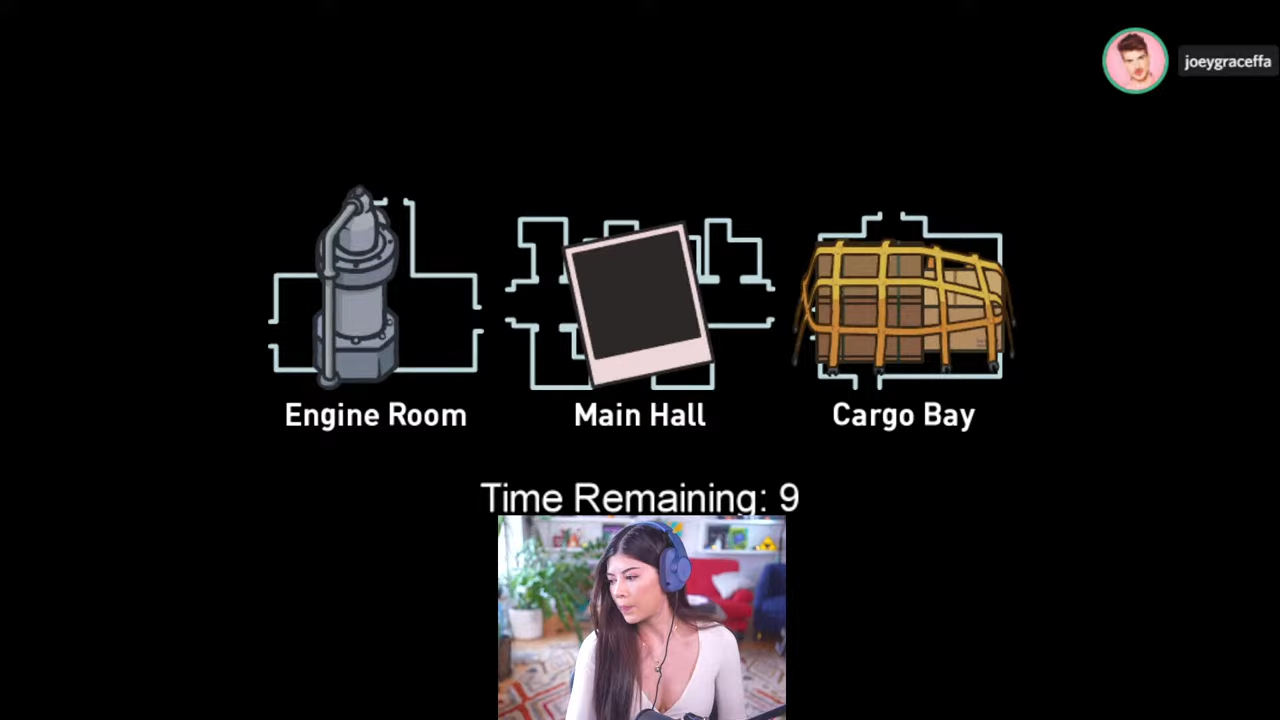 joeygraceffa
Engine Room
Main Hall
Cargo Bay
Time Remaining: 9